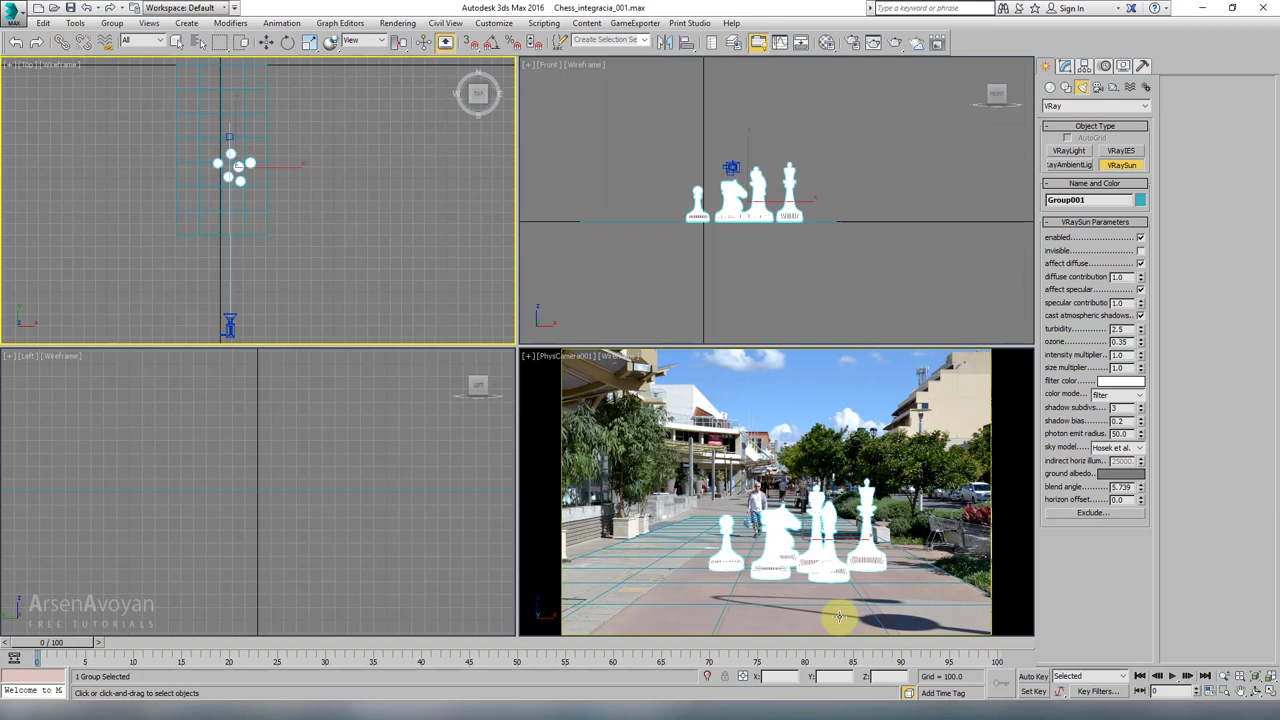 Workspace: Default
Autodesk 3ds Max 2016
Chess_integracia_001.max
Type a keyword or phrase
Sign In
MAX
Edit
Tools
Group
Views
Create
Modifiers
Animation
Graph Editors
Rendering
Civil View
Customize
Scripting
Content
GameExporter
Print Studio
Help
All
View
Create Selection Se
[+] [Top] [Wireframe]
[+] [Front] [Wireframe]
N
W
E
S
TOP
FRONT
VRay
Object Type
AutoGrid
VRayLight
VRayIES
RayAmbientLig
VRaySun
Name and Color
Group001
VRaySun Parameters
enabled
invisible
affect diffuse
diffuse contribution 1.0
affect specular
specular contributio 1.0
cast atmospheric shadows
turbidity 2.5
ozone 0.35
intensity multiplier 1.0
size multiplier 1.0
filter color
color mode filter
shadow subdivs 3
shadow bias 0.2
photon emit radius 50.0
sky model Hosek et al.
indirect horiz illum 25000
ground albedo
blend angle 5.739
horizon offset 0.0
Exclude...
[+] [Left] [Wireframe]
LEFT
[+] [PhysCamera001] [Wireframe]
ArsenAvoyan
FREE TUTORIALS
0 / 100
0 5 10 15 20 25 30 35 40 45 50 55 60 65 70 75 80 85 90 95 100
1 Group Selected
X:
Y:
Z:
Grid = 100.0
Auto Key
Selected
Welcome to M
Click or click-and-drag to select objects
Add Time Tag
Set Key
Key Filters...
0